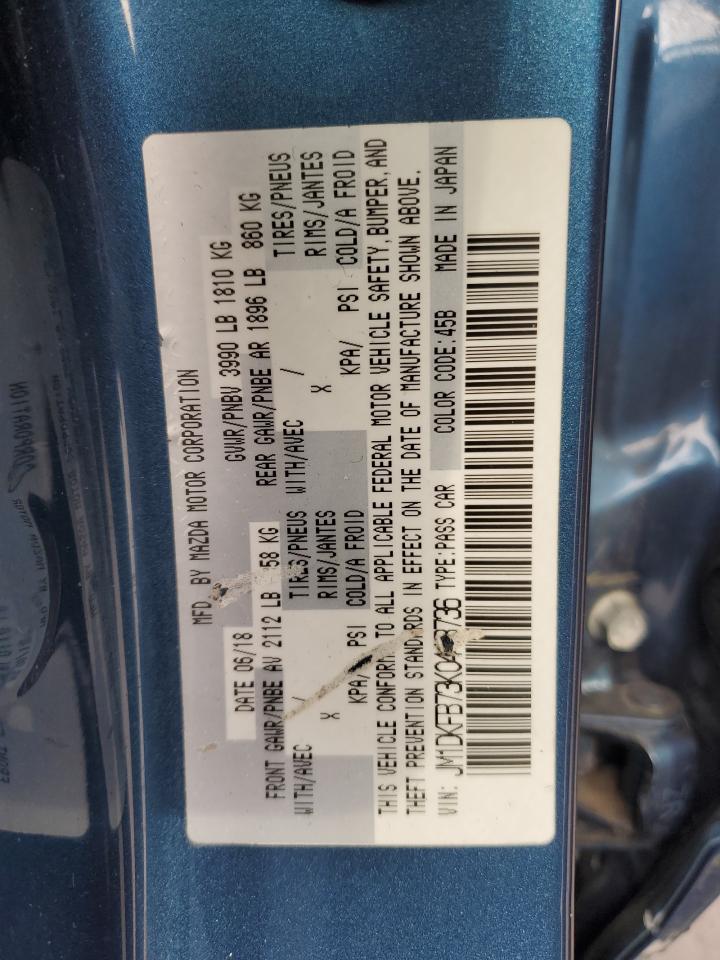 MFD. BY MAZDA MOTOR CORPORATION
DATE 06/18 GVWR/PNBV 3990 LB 1810 KG
FRONT GAWR/PNBE AV 2112 LB KG REAR GAWR/PNBE AR 1896 LB 860 KG
TIRES/PNEUS TIRES/PNEUS
WITH/AVEC / RIMS/JANTES WITH/AVEC / RIMS/JANTES
X COLD/A FROID X COLD/A FROID
KPA/ PSI KPA/ PSI
THIS VEHICLE CONFORMS TO ALL APPLICABLE FEDERAL MOTOR VEHICLE SAFETY, BUMPER, AND
THEFT PREVENTION STANDARDS IN EFFECT ON THE DATE OF MANUFACTURE SHOWN ABOVE.
VIN: TYPE:PASS CAR COLOR CODE:45B MADE IN JAPAN